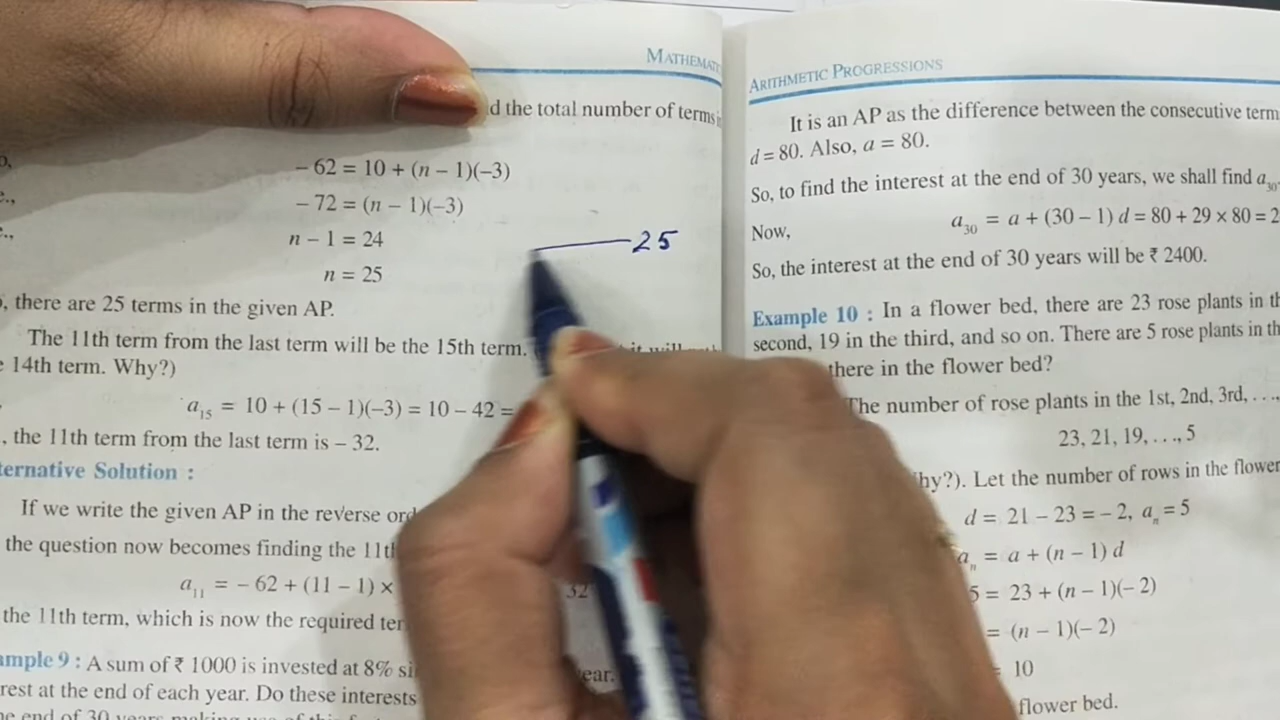 MATHEMAT
d the total number of terms
– 62 = 10 + (n – 1)(–3)
– 72 = (n – 1)(–3)
n – 1 = 24
n = 25
25
, there are 25 terms in the given AP.
The 11th term from the last term will be the 15th term.
14th term. Why?)
a₁₅ = 10 + (15 – 1)(–3) = 10 – 42 =
, the 11th term from the last term is – 32.
ternative Solution :
If we write the given AP in the reverse ord
the question now becomes finding the 11th
a₁₁ = – 62 + (11 – 1) × 32
the 11th term, which is now the required ter
ample 9 : A sum of ₹ 1000 is invested at 8% si ear.
rest at the end of each year. Do these interests
ARITHMETIC PROGRESSIONS
It is an AP as the difference between the consecutive term
d = 80. Also, a = 80.
So, to find the interest at the end of 30 years, we shall find a₃₀.
Now, a₃₀ = a + (30 – 1) d = 80 + 29 × 80 = 2
So, the interest at the end of 30 years will be ₹ 2400.
Example 10 : In a flower bed, there are 23 rose plants in th
second, 19 in the third, and so on. There are 5 rose plants in th
there in the flower bed?
The number of rose plants in the 1st, 2nd, 3rd, . . .,
23, 21, 19, . . ., 5
hy?). Let the number of rows in the flower
d = 21 – 23 = – 2, aₙ = 5
aₙ = a + (n – 1) d
5 = 23 + (n – 1)(– 2)
= (n – 1)(– 2)
10
flower bed.